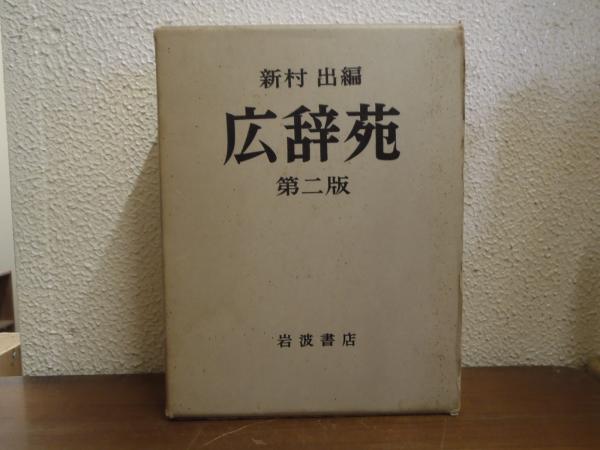 新村 出編
広辞苑
第二版
岩波書店